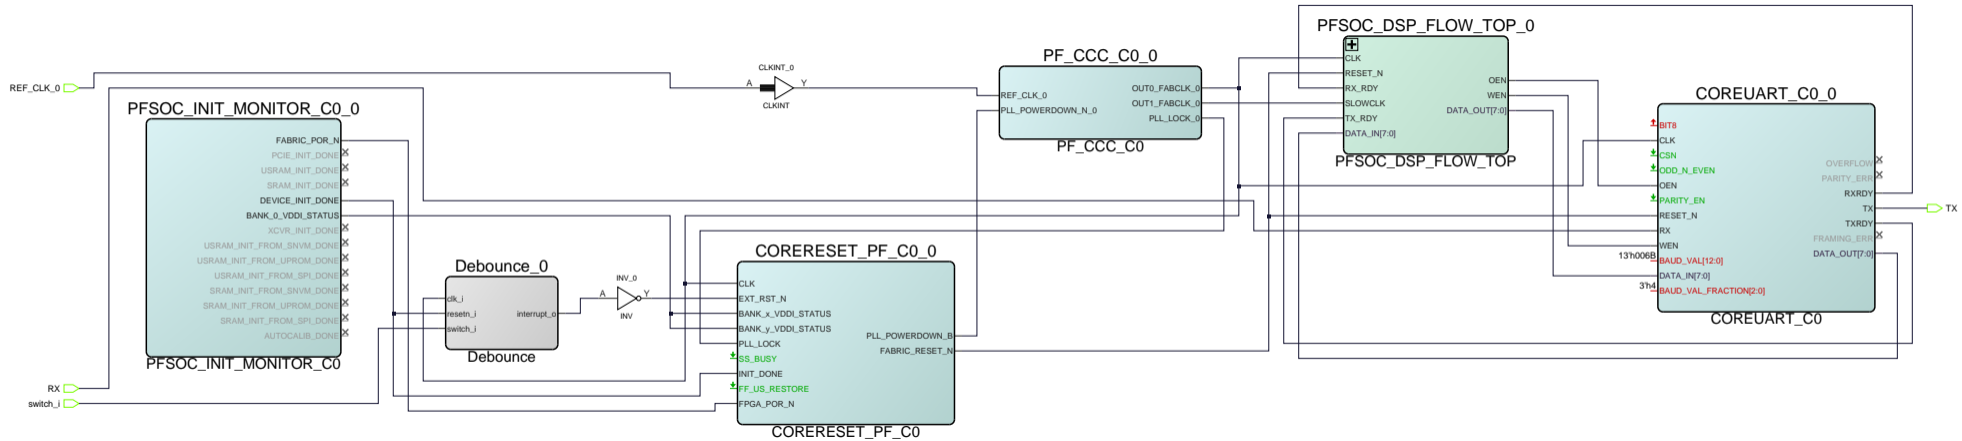 REF_CLK_0
RX
switch_i
PFSOC_INIT_MONITOR_C0_0
FABRIC_POR_N
PCIE_INIT_DONE
USRAM_INIT_DONE
SRAM_INIT_DONE
DEVICE_INIT_DONE
BANK_0_VDDI_STATUS
XCVR_INIT_DONE
USRAM_INIT_FROM_SNVM_DONE
USRAM_INIT_FROM_UPROM_DONE
USRAM_INIT_FROM_SPI_DONE
SRAM_INIT_FROM_SNVM_DONE
SRAM_INIT_FROM_UPROM_DONE
SRAM_INIT_FROM_SPI_DONE
AUTOCALIB_DONE
PFSOC_INIT_MONITOR_C0
Debounce_0
clk_i
resetn_i
switch_i
interrupt_o
Debounce
INV_0
A
Y
INV
CLKINT_0
A
Y
CLKINT
CORERESET_PF_C0_0
CLK
EXT_RST_N
BANK_x_VDDI_STATUS
BANK_y_VDDI_STATUS
PLL_LOCK
SS_BUSY
INIT_DONE
FF_US_RESTORE
FPGA_POR_N
PLL_POWERDOWN_B
FABRIC_RESET_N
CORERESET_PF_C0
PF_CCC_C0_0
REF_CLK_0
PLL_POWERDOWN_N_0
OUT0_FABCLK_0
OUT1_FABCLK_0
PLL_LOCK_0
PF_CCC_C0
PFSOC_DSP_FLOW_TOP_0
CLK
RESET_N
RX_RDY
SLOWCLK
TX_RDY
DATA_IN[7:0]
OEN
WEN
DATA_OUT[7:0]
PFSOC_DSP_FLOW_TOP
COREUART_C0_0
BIT8
CLK
CSN
ODD_N_EVEN
OEN
PARITY_EN
RESET_N
RX
WEN
13'h006B
BAUD_VAL[12:0]
DATA_IN[7:0]
3'h4
BAUD_VAL_FRACTION[2:0]
OVERFLOW
PARITY_ERR
RXRDY
TX
TXRDY
FRAMING_ERR
DATA_OUT[7:0]
COREUART_C0
TX